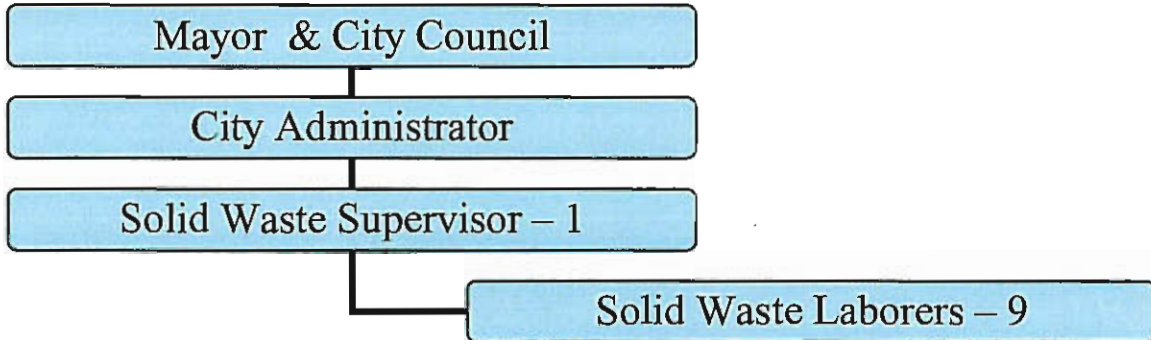 Mayor & City Council
City Administrator
Solid Waste Supervisor – 1
Solid Waste Laborers – 9